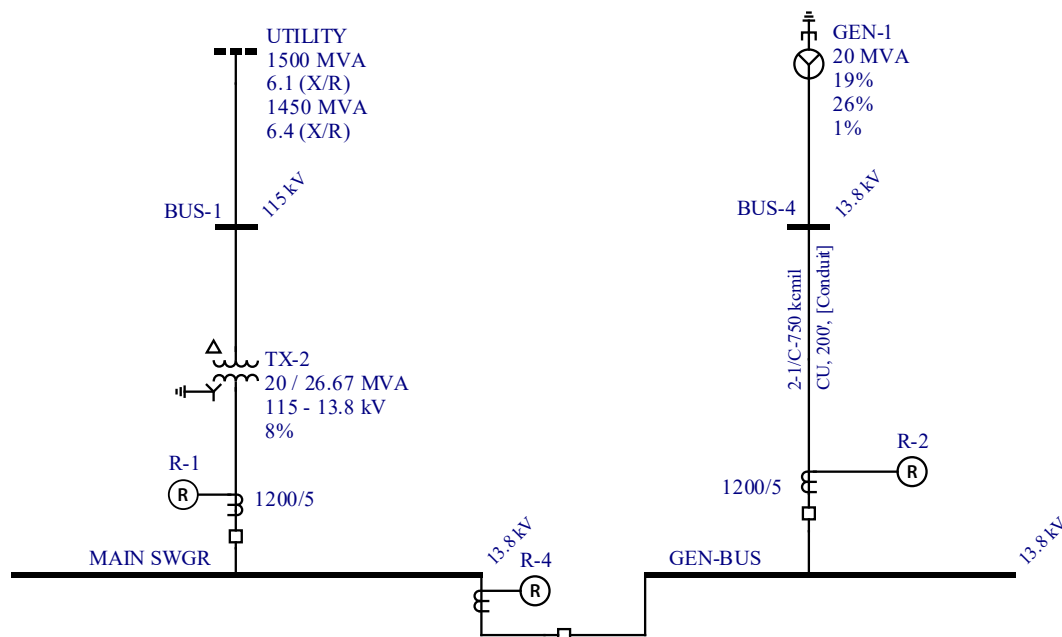 UTILITY
1500 MVA
6.1 (X/R)
1450 MVA
6.4 (X/R)
GEN-1
20 MVA
19%
26%
1%
BUS-1
115 kV
BUS-4
13.8 kV
2-1/C-750 kcmil
CU, 200', [Conduit]
TX-2
20 / 26.67 MVA
115 - 13.8 kV
8%
R-1
R
1200/5
R-2
R
1200/5
MAIN SWGR
13.8 kV
R-4
R
GEN-BUS
13.8 kV